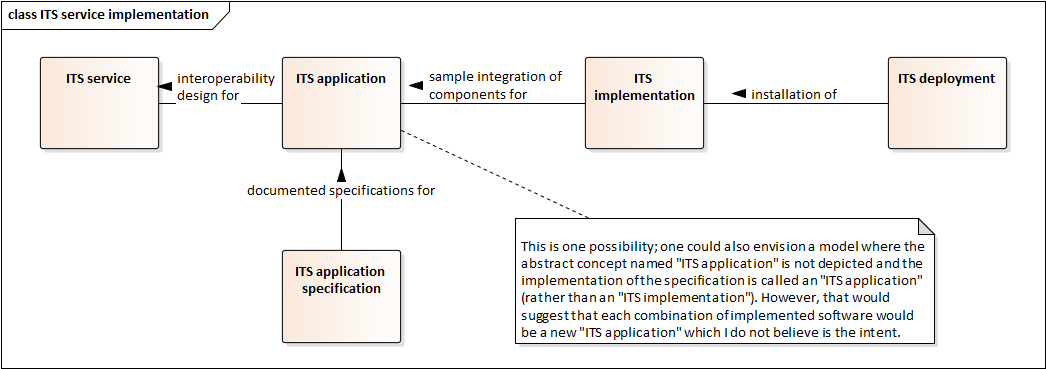 class ITS service implementation
ITS service
interoperability
design for
ITS application
sample integration of
components for
ITS
implementation
installation of
ITS deployment
documented specifications for
ITS application
specification
This is one possibility; one could also envision a model where the
abstract concept named "ITS application" is not depicted and the
implementation of the specification is called an "ITS application"
(rather than an "ITS implementation"). However, that would
suggest that each combination of implemented software would
be a new "ITS application" which I do not believe is the intent.